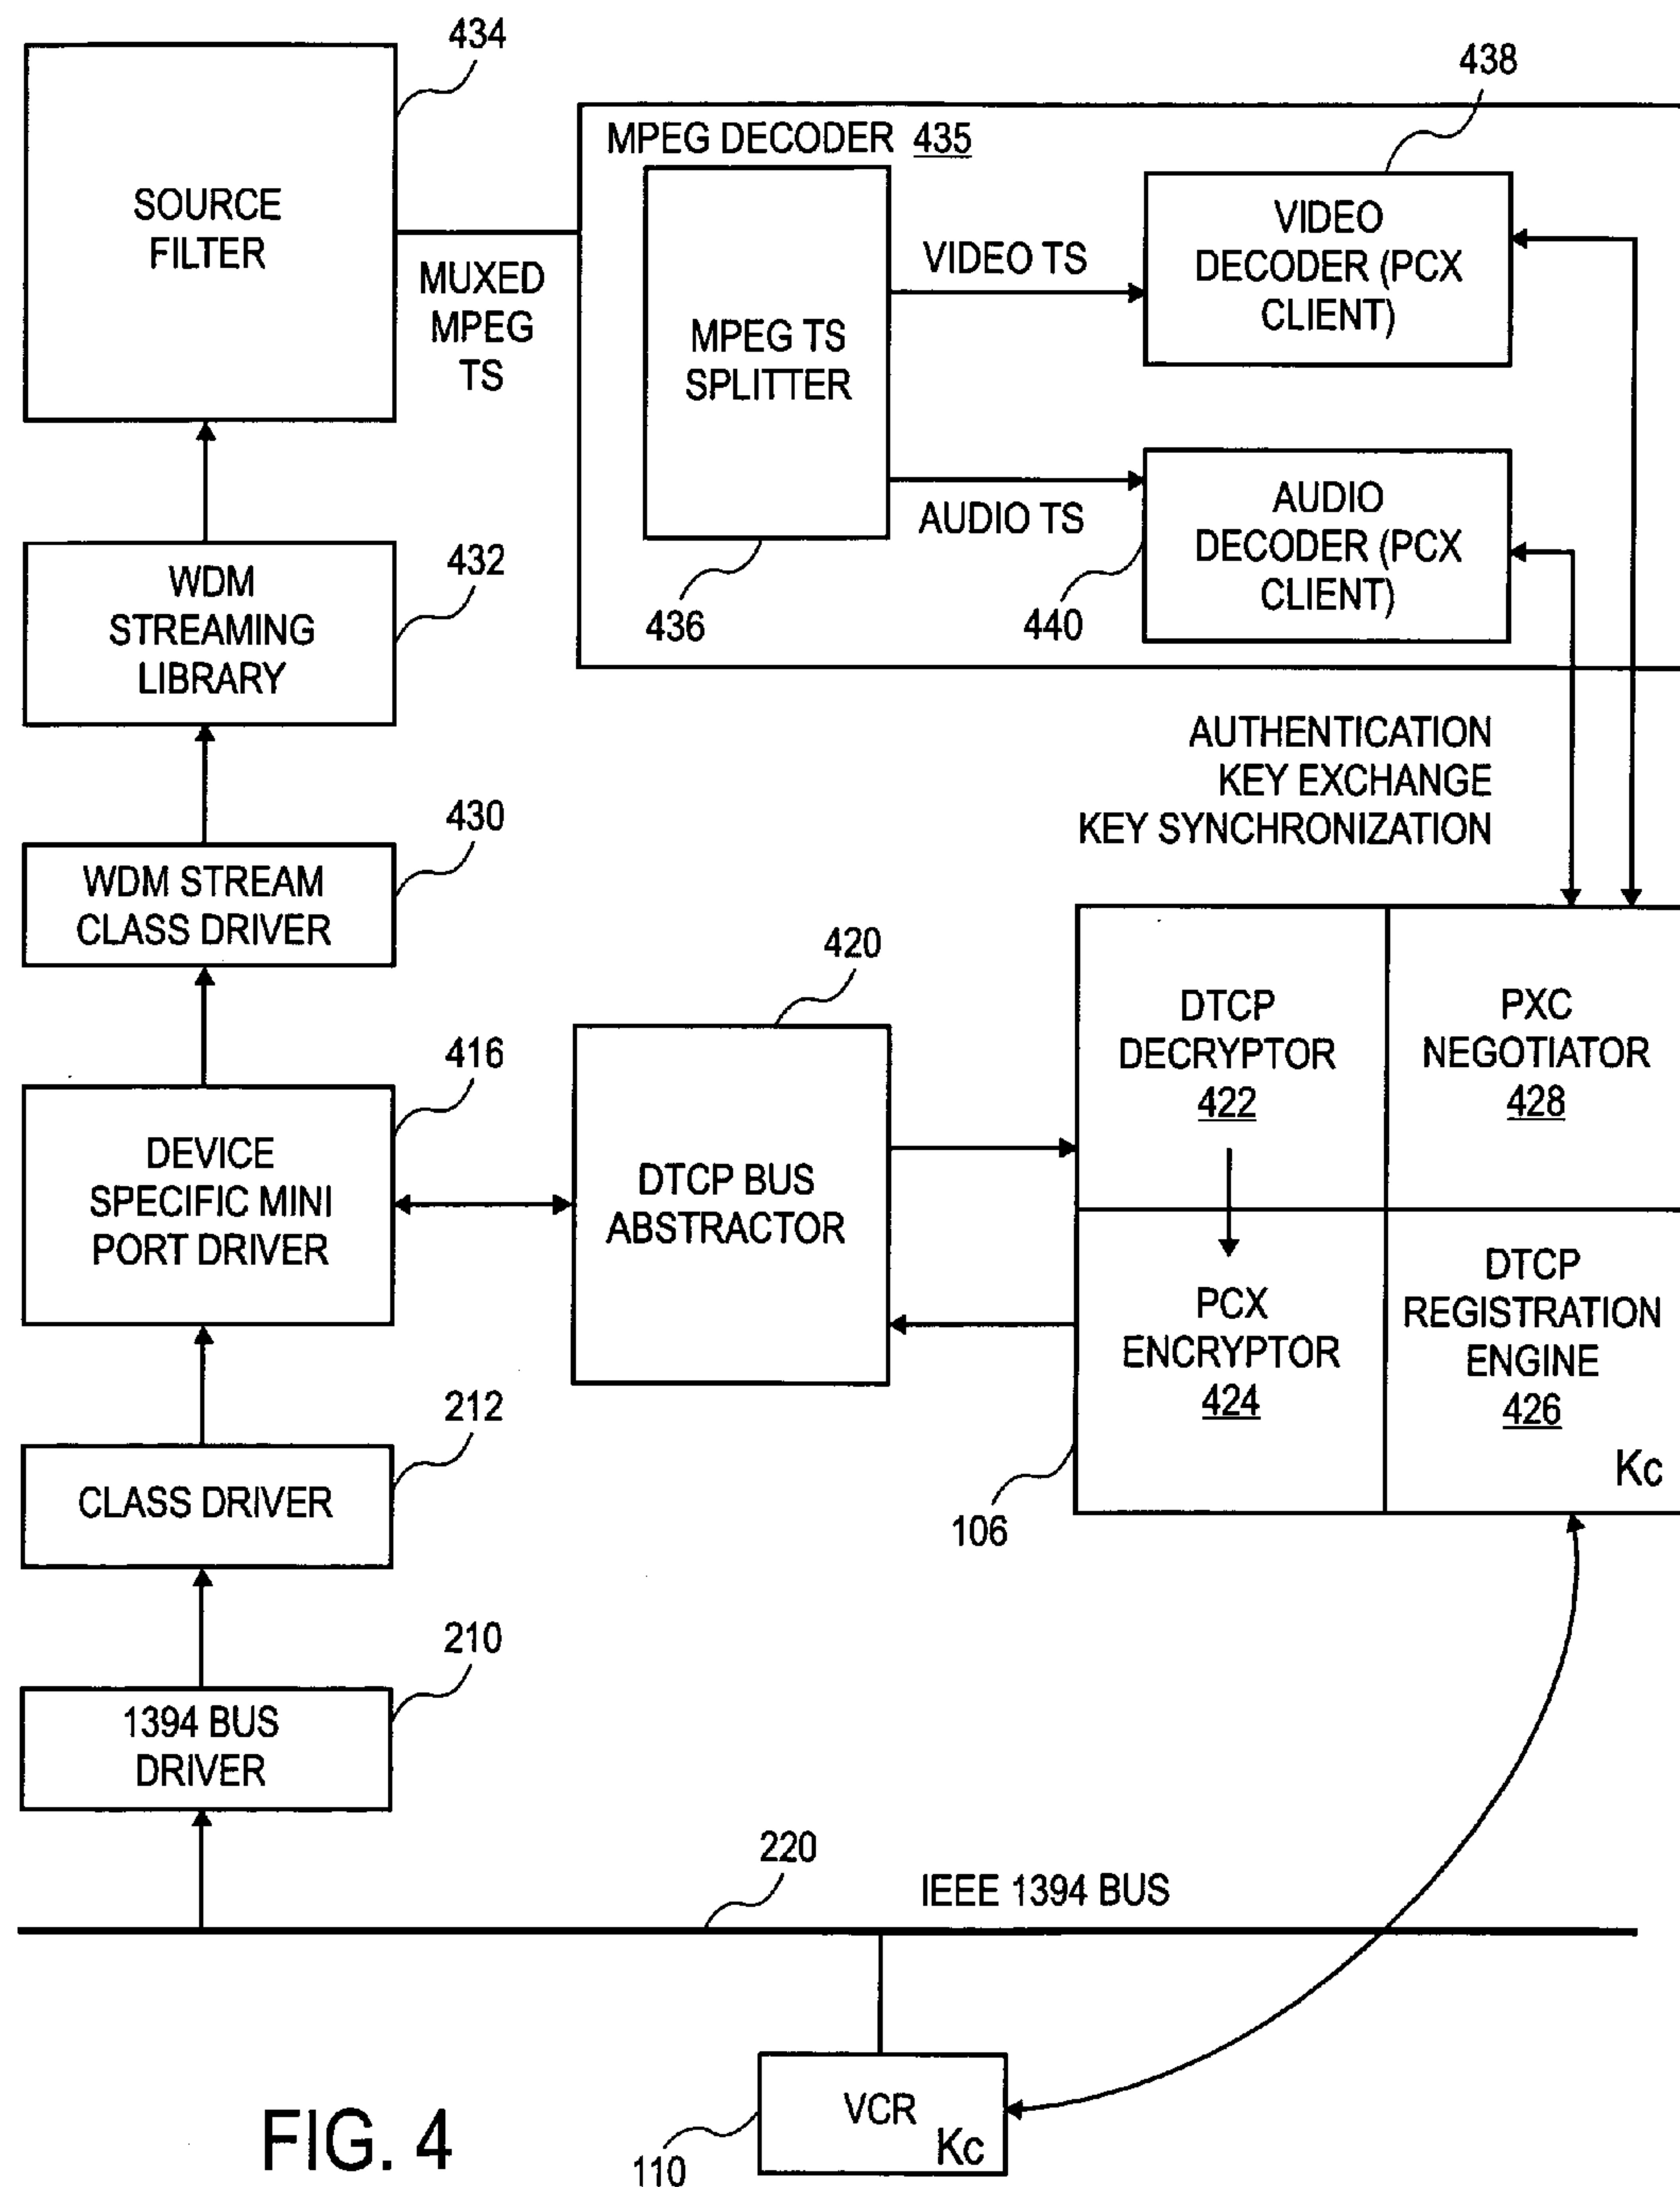 434
SOURCE
FILTER
MUXED
MPEG
TS
438
MPEG DECODER 435
MPEG TS
SPLITTER
436
VIDEO TS
VIDEO
DECODER (PCX
CLIENT)
AUDIO TS
AUDIO
DECODER (PCX
CLIENT)
440
WDM
STREAMING
LIBRARY
432
AUTHENTICATION
KEY EXCHANGE
KEY SYNCHRONIZATION
WDM STREAM
CLASS DRIVER
430
DEVICE
SPECIFIC MINI
PORT DRIVER
416
DTCP BUS
ABSTRACTOR
420
DTCP
DECRYPTOR
422
PXC
NEGOTIATOR
428
PCX
ENCRYPTOR
424
DTCP
REGISTRATION
ENGINE
426
Kc
106
CLASS DRIVER
212
1394 BUS
DRIVER
210
220
IEEE 1394 BUS
VCR
Kc
110
FIG. 4